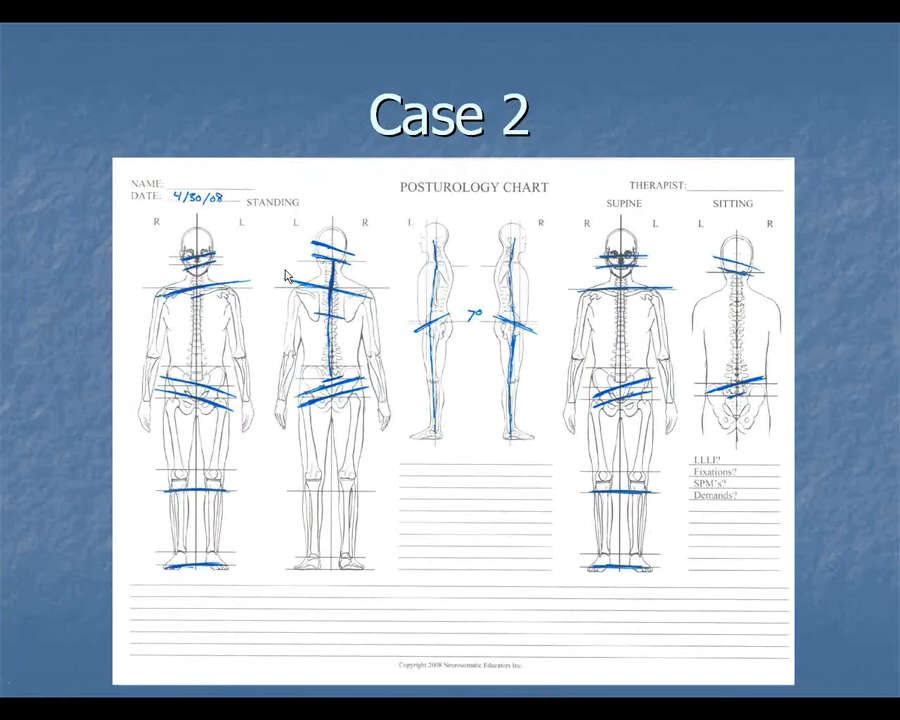 Case 2
NAME:
POSTUROLOGY CHART
THERAPIST:
DATE: 4/30/08
STANDING
SUPINE
SITTING
R L L R L R R L L R
7°
LLLI?
Fixations?
SPM's?
Demands?
Copyright 2008 Neurosomatic Educators Inc.